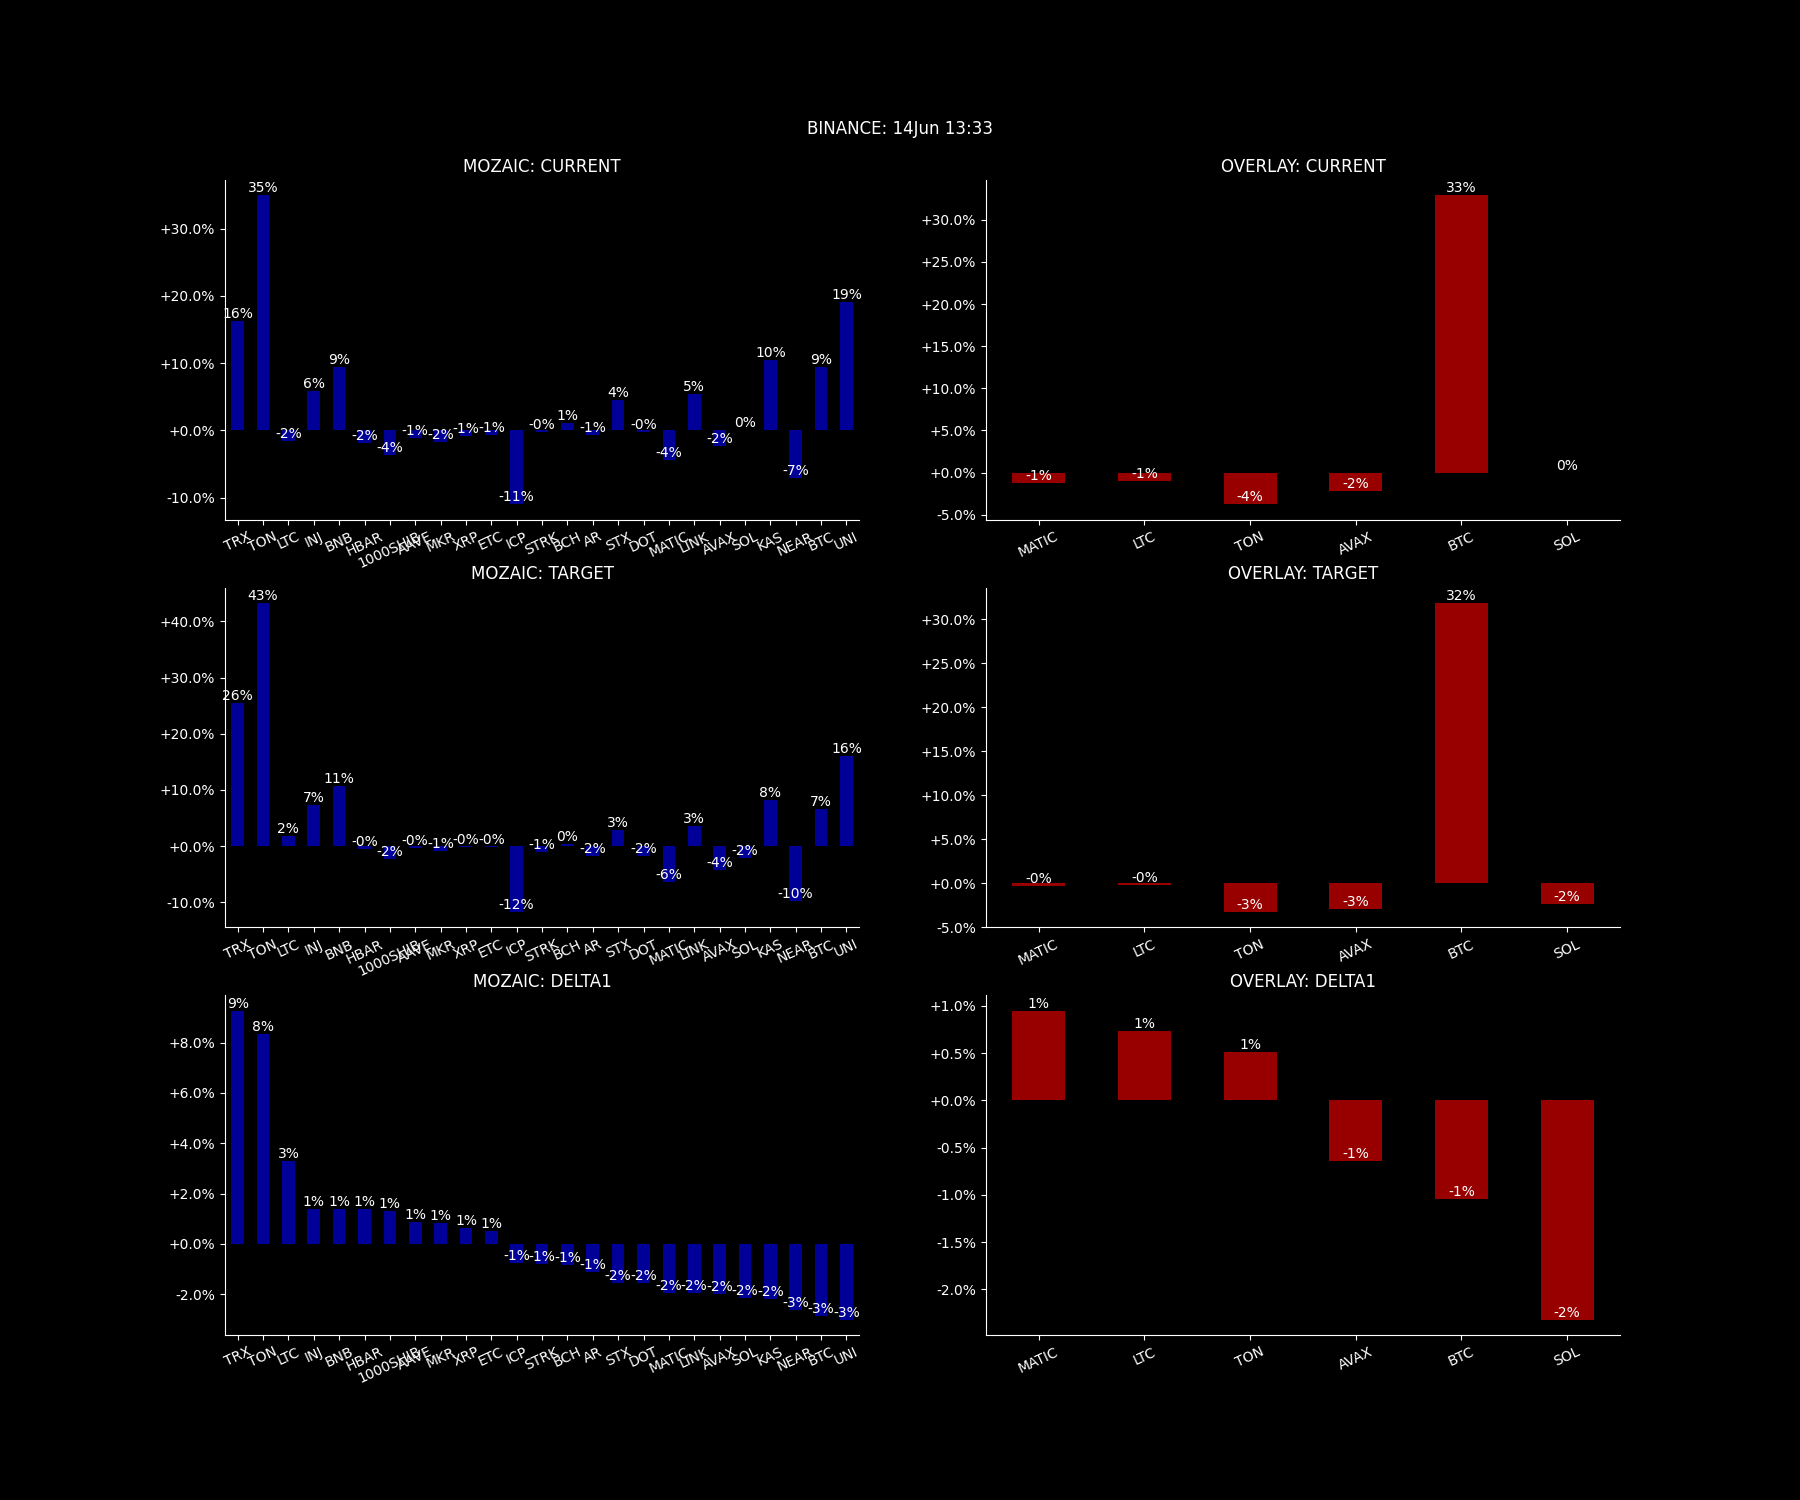 BINANCE: 14Jun 13:33
MOZAIC: CURRENT
+30.0%
+20.0%
+10.0%
+0.0%
-10.0%
16% 35% -2% 6% 9% -2% -4% -1% -2% -1% -1% -11% -0% 1% -1% 4% -0% -4% 5% -2% 0% 10% -7% 9% 19%
TRX TON LTC INJ BNB HBAR 1000SHIB AAVE MKR XRP ETC ICP STRK BCH AR STX DOT MATIC LINK AVAX SOL KAS NEAR BTC UNI
OVERLAY: CURRENT
+30.0%
+25.0%
+20.0%
+15.0%
+10.0%
+5.0%
+0.0%
-5.0%
-1% -1% -4% -2% 33% 0%
MATIC LTC TON AVAX BTC SOL
MOZAIC: TARGET
+40.0%
+30.0%
+20.0%
+10.0%
+0.0%
-10.0%
26% 43% 2% 7% 11% -0% -2% -0% -1% -0% -0% -12% -1% 0% -2% 3% -2% -6% 3% -4% -2% 8% -10% 7% 16%
TRX TON LTC INJ BNB HBAR 1000SHIB AAVE MKR XRP ETC ICP STRK BCH AR STX DOT MATIC LINK AVAX SOL KAS NEAR BTC UNI
OVERLAY: TARGET
+30.0%
+25.0%
+20.0%
+15.0%
+10.0%
+5.0%
+0.0%
-5.0%
-0% -0% -3% -3% 32% -2%
MATIC LTC TON AVAX BTC SOL
MOZAIC: DELTA1
+8.0%
+6.0%
+4.0%
+2.0%
+0.0%
-2.0%
9% 8% 3% 1% 1% 1% 1% 1% 1% 1% 1% -1% -1% -1% -1% -2% -2% -2% -2% -2% -2% -2% -3% -3% -3%
TRX TON LTC INJ BNB HBAR 1000SHIB AAVE MKR XRP ETC ICP STRK BCH AR STX DOT MATIC LINK AVAX SOL KAS NEAR BTC UNI
OVERLAY: DELTA1
+1.0%
+0.5%
+0.0%
-0.5%
-1.0%
-1.5%
-2.0%
1% 1% 1% -1% -1% -2%
MATIC LTC TON AVAX BTC SOL